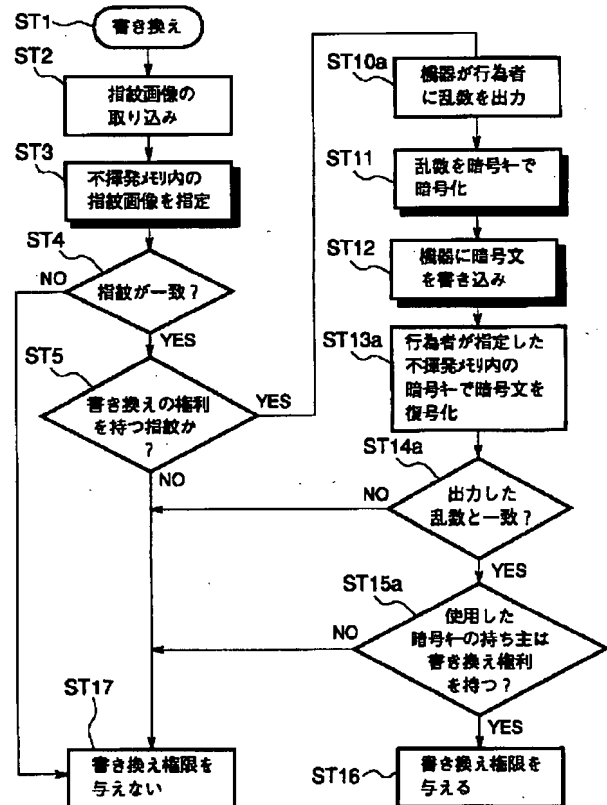 ST1
書き換え
ST2
指紋画像の
取り込み
ST3
不揮発メモリ内の
指紋画像を指定
ST4
指紋が一致?
NO
YES
ST5
書き換えの権利
を持つ指紋か
?
YES
NO
ST10a
機器が行為者
に乱数を出力
ST11
乱数を暗号キーで
暗号化
ST12
機器に暗号文
を書き込み
ST13a
行為者が指定した
不揮発メモリ内の
暗号キーで暗号文を
復号化
ST14a
出力した
乱数と一致?
NO
YES
ST15a
使用した
暗号キーの持ち主は
書き換え権利
を持つ?
NO
YES
ST17
書き換え権限を
与えない
ST16
書き換え権限を
与える